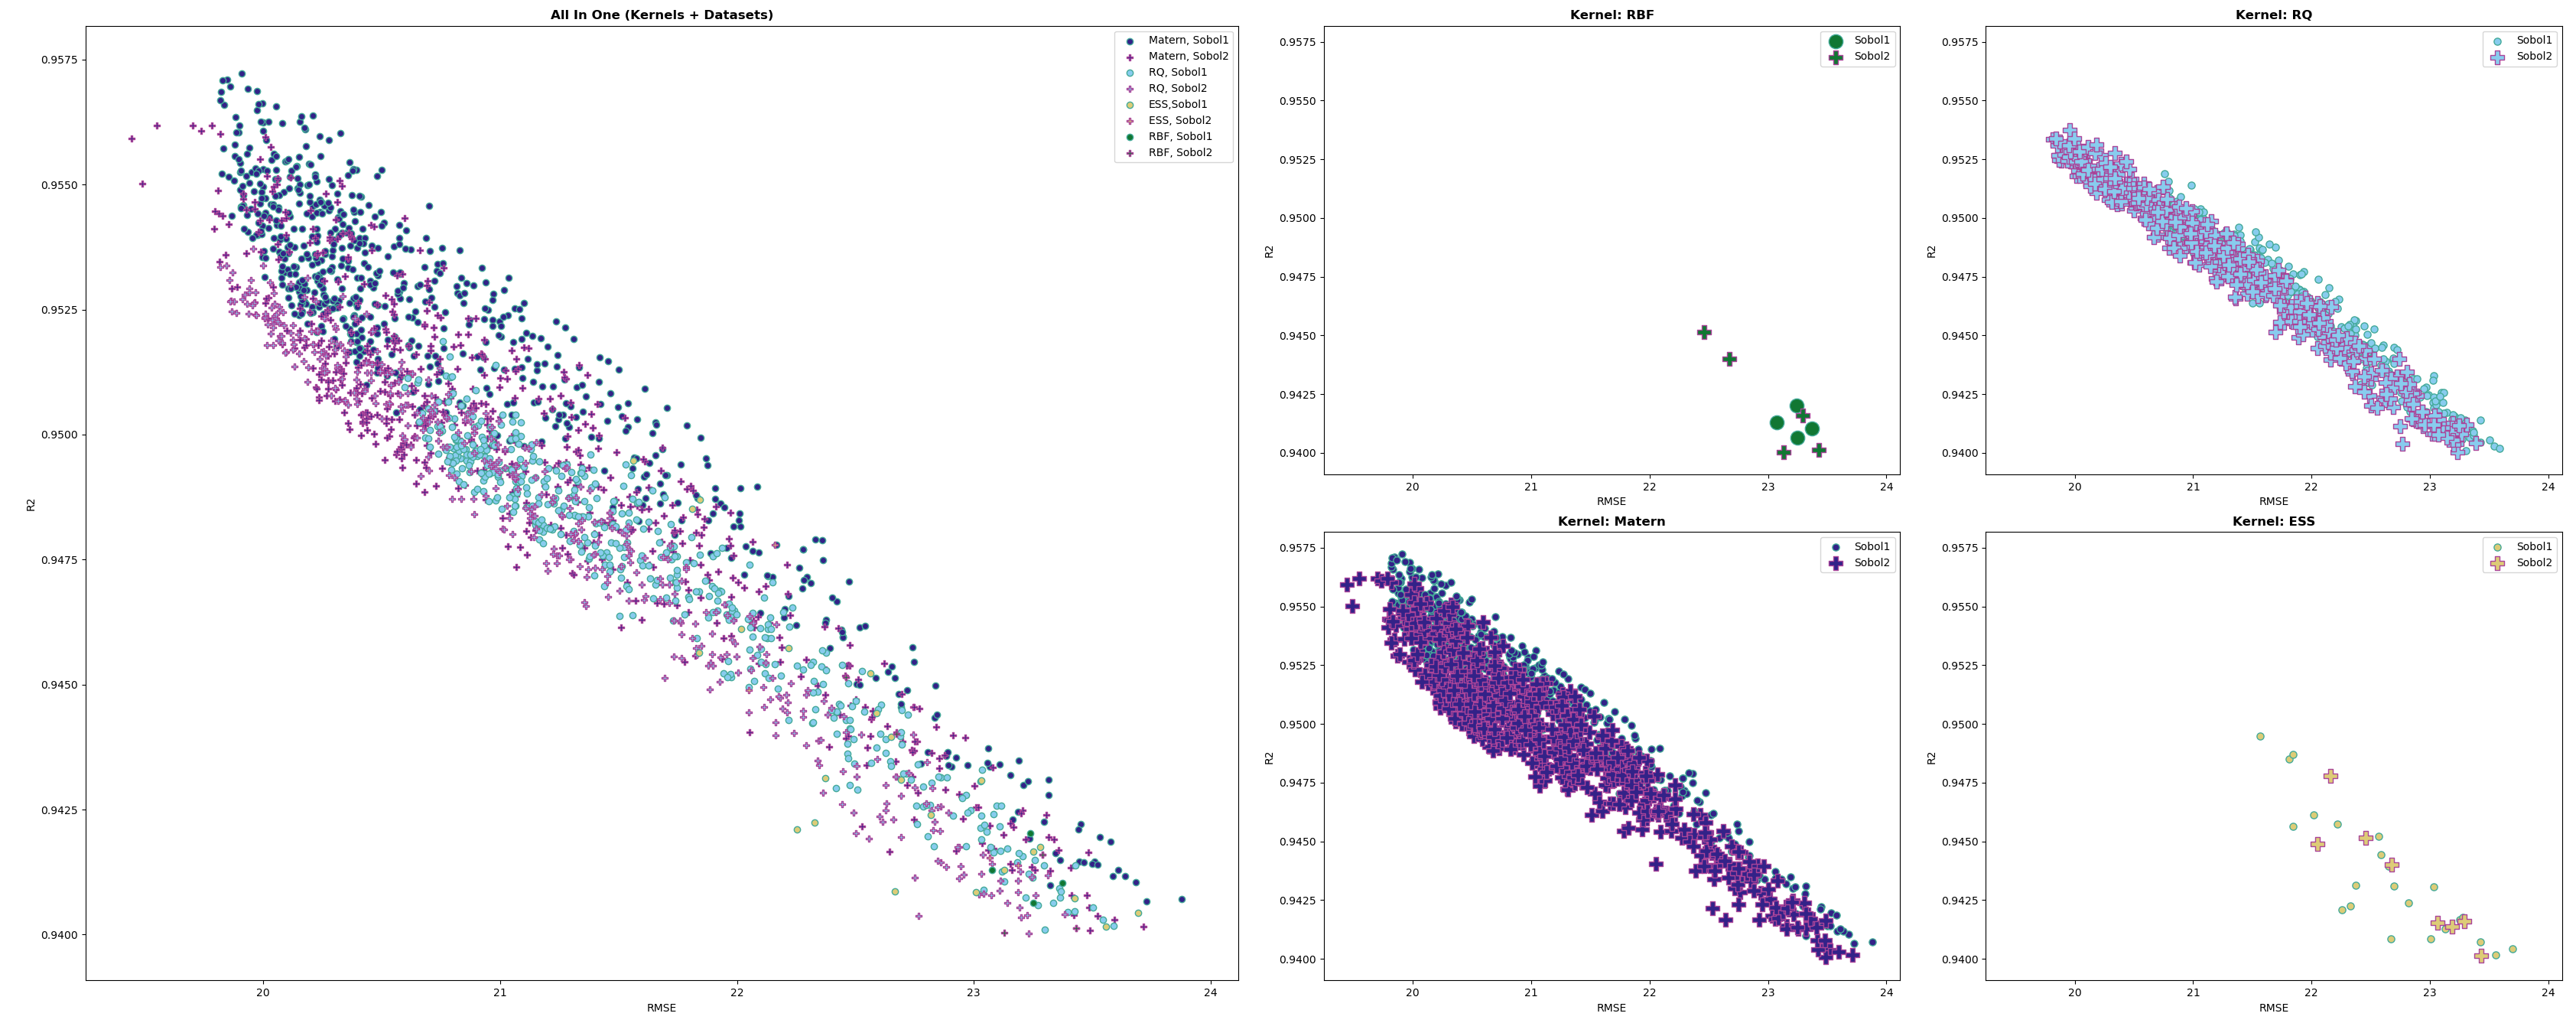 All In One (Kernels + Datasets)
Matern, Sobol1
Matern, Sobol2
RQ, Sobol1
RQ, Sobol2
ESS,Sobol1
ESS, Sobol2
RBF, Sobol1
RBF, Sobol2
R2
0.9575
0.9550
0.9525
0.9500
0.9475
0.9450
0.9425
0.9400
20 21 22 23 24
RMSE
Kernel: RBF
Sobol1
Sobol2
R2
0.9575
0.9550
0.9525
0.9500
0.9475
0.9450
0.9425
0.9400
20 21 22 23 24
RMSE
Kernel: RQ
Sobol1
Sobol2
R2
0.9575
0.9550
0.9525
0.9500
0.9475
0.9450
0.9425
0.9400
20 21 22 23 24
RMSE
Kernel: Matern
Sobol1
Sobol2
R2
0.9575
0.9550
0.9525
0.9500
0.9475
0.9450
0.9425
0.9400
20 21 22 23 24
RMSE
Kernel: ESS
Sobol1
Sobol2
R2
0.9575
0.9550
0.9525
0.9500
0.9475
0.9450
0.9425
0.9400
20 21 22 23 24
RMSE